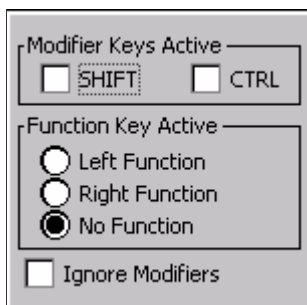 Modifier Keys Active
SHIFT CTRL
Function Key Active
Left Function
Right Function
No Function
Ignore Modifiers